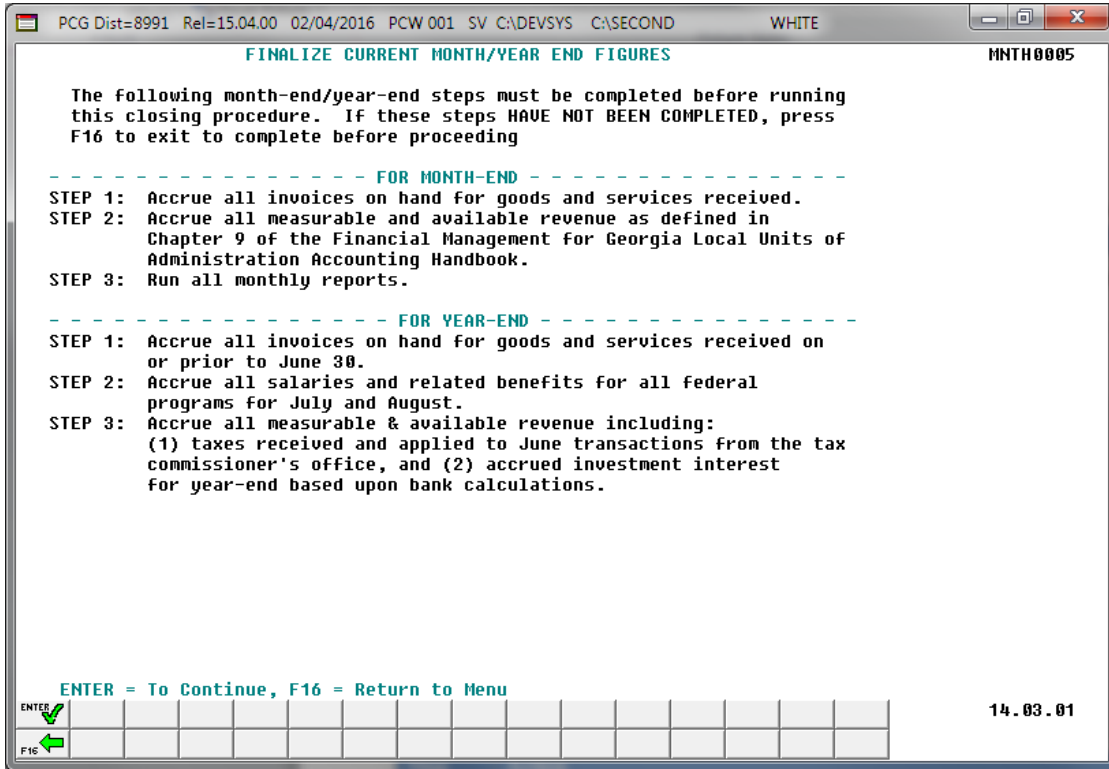 PCG Dist=8991 Rel=15.04.00 02/04/2016 PCW 001 SV C:\DEVSYS C:\SECOND WHITE
FINALIZE CURRENT MONTH/YEAR END FIGURES MNTH0005
The following month-end/year-end steps must be completed before running
this closing procedure. If these steps HAVE NOT BEEN COMPLETED, press
F16 to exit to complete before proceeding
- - - - - - - - - - - - - - - FOR MONTH-END - - - - - - - - - - - - - - -
STEP 1: Accrue all invoices on hand for goods and services received.
STEP 2: Accrue all measurable and available revenue as defined in
Chapter 9 of the Financial Management for Georgia Local Units of
Administration Accounting Handbook.
STEP 3: Run all monthly reports.
- - - - - - - - - - - - - - - - FOR YEAR-END - - - - - - - - - - - - - - -
STEP 1: Accrue all invoices on hand for goods and services received on
or prior to June 30.
STEP 2: Accrue all salaries and related benefits for all federal
programs for July and August.
STEP 3: Accrue all measurable & available revenue including:
(1) taxes received and applied to June transactions from the tax
commissioner's office, and (2) accrued investment interest
for year-end based upon bank calculations.
ENTER = To Continue, F16 = Return to Menu
ENTER 14.03.01
F16